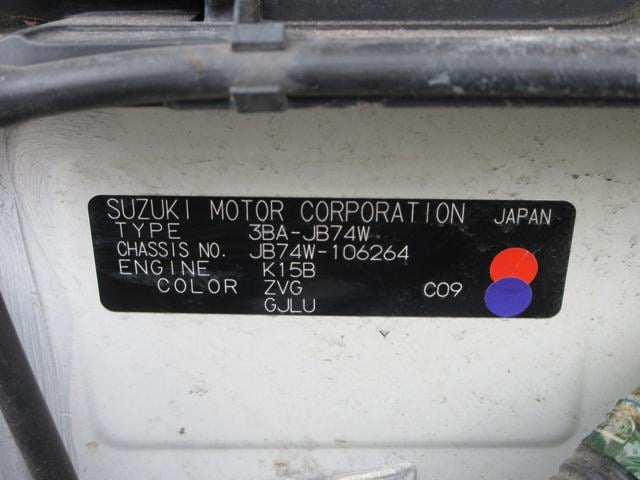 SUZUKI MOTOR CORPORATION JAPAN
TYPE 3BA-JB74W
CHASSIS NO. JB74W-106264
ENGINE K15B
COLOR ZVG C09
GJLU